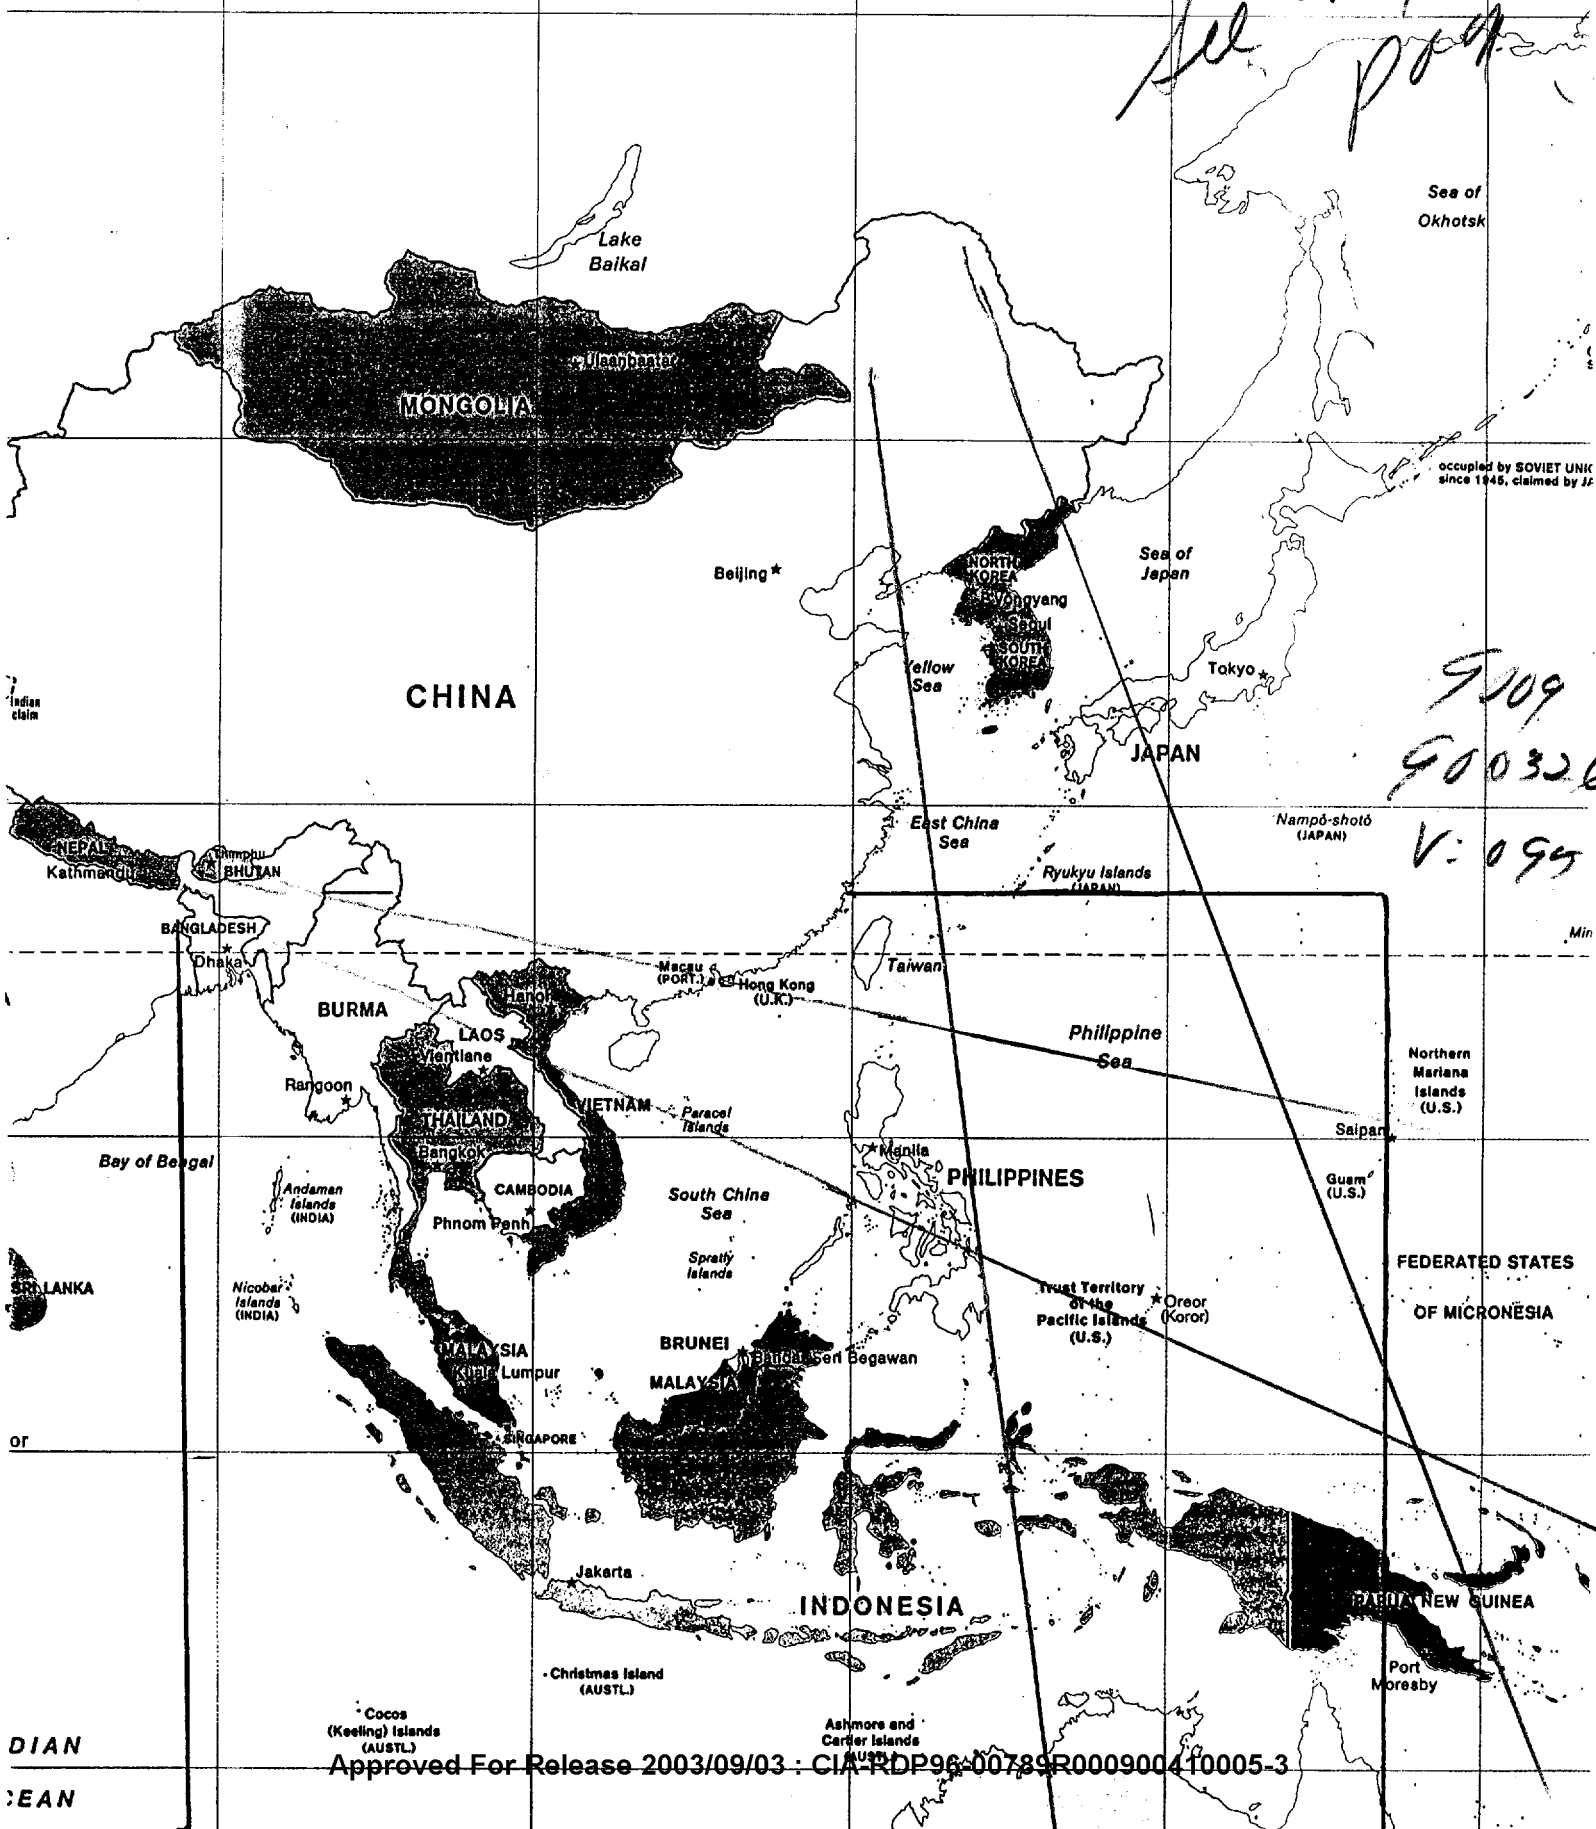 Sea of
Okhotsk
Lake
Baikal
Ulaanbaatar
MONGOLIA
occupied by SOVIET
since 1945, claimed by
Beijing
Sea of
Japan
NORTH
KOREA
P'yongyang
Seoul
SOUTH
KOREA
Yellow
Sea
Tokyo
CHINA
Indian
claim
JAPAN
East China
Sea
Nampō-shotō
(JAPAN)
NEPAL
Kathmandu
Thimphu
BHUTAN
Ryukyu Islands
(JAPAN)
BANGLADESH
Dhaka
Taiwan
Macau
(PORT.)
Hong Kong
(U.K.)
Hanoi
BURMA
LAOS
Vientiane
Philippine
Sea
Northern
Mariana
Islands
(U.S.)
Rangoon
VIETNAM
Paracel
Islands
THAILAND
Saipan
Bangkok
Manila
Bay of Bengal
PHILIPPINES
Andaman
Islands
(INDIA)
CAMBODIA
South China
Sea
Guam
(U.S.)
Phnom Penh
Spratly
Islands
FEDERATED STATES
OF MICRONESIA
SRI LANKA
Nicobar
Islands
(INDIA)
Trust Territory
of the
Pacific Islands
(U.S.)
Oreor
(Koror)
BRUNEI
Bandar Seri Begawan
MALAYSIA
Kuala Lumpur
MALAYSIA
SINGAPORE
or
Jakarta
INDONESIA
PAPUA NEW GUINEA
Port
Moresby
Christmas Island
(AUSTL.)
Cocos
(Keeling) Islands
(AUSTL.)
Ashmore and
Cartier Islands
(AUSTL.)
DIAN
EAN
Approved For Release 2003/09/03 : CIA-RDP96-00789R000900410005-3